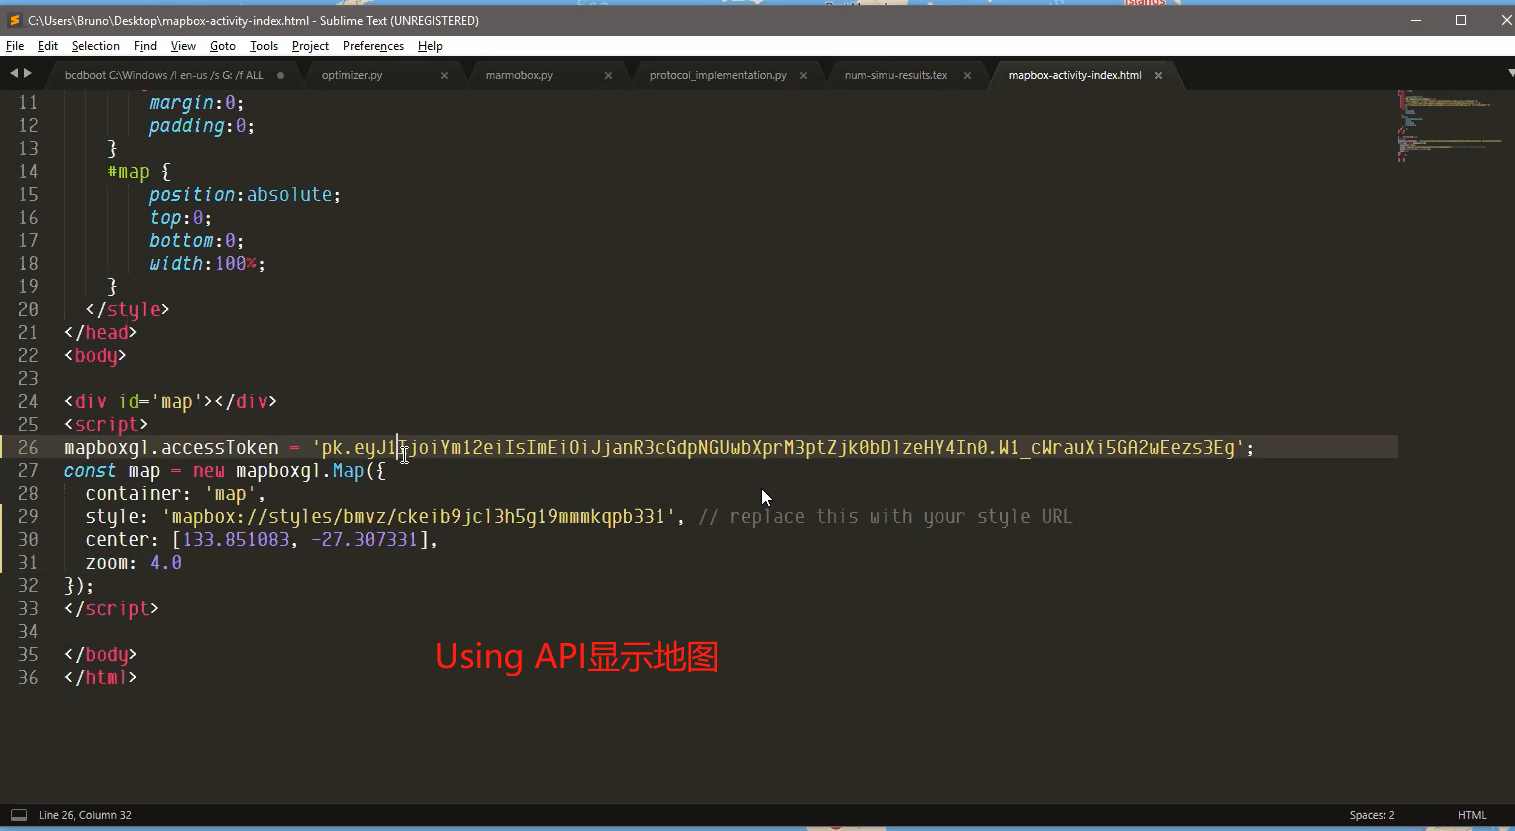 C:\Users\Bruno\Desktop\mapbox-activity-index.html - Sublime Text (UNREGISTERED)
File Edit Selection Find View Goto Tools Project Preferences Help
bcdboot C:\Windows /l en-us /s G: /f ALL optimizer.py marmobox.py protocol_implementation.py num-simu-results.tex mapbox-activity-index.html
11 margin:0;
12 padding:0;
13 }
14 #map {
15 position:absolute;
16 top:0;
17 bottom:0;
18 width:100%;
19 }
20 </style>
21 </head>
22 <body>
23
24 <div id='map'></div>
25 <script>
26 mapboxgl.accessToken = 'pk.eyJ1IjoiYm12eiIsImEiOiJjanR3cGdpNGUwbXprM3ptZjk0bDlzeHY4In0.W1_cWrauXi5GA2wEezs3Eg';
27 const map = new mapboxgl.Map({
28 container: 'map',
29 style: 'mapbox://styles/bmvz/ckeib9jcl3h5g19mmmkqpb331', // replace this with your style URL
30 center: [133.851083, -27.307331],
31 zoom: 4.0
32 });
33 </script>
34
35 </body>
36 </html>
Using API显示地图
Line 26, Column 32 Spaces: 2 HTML